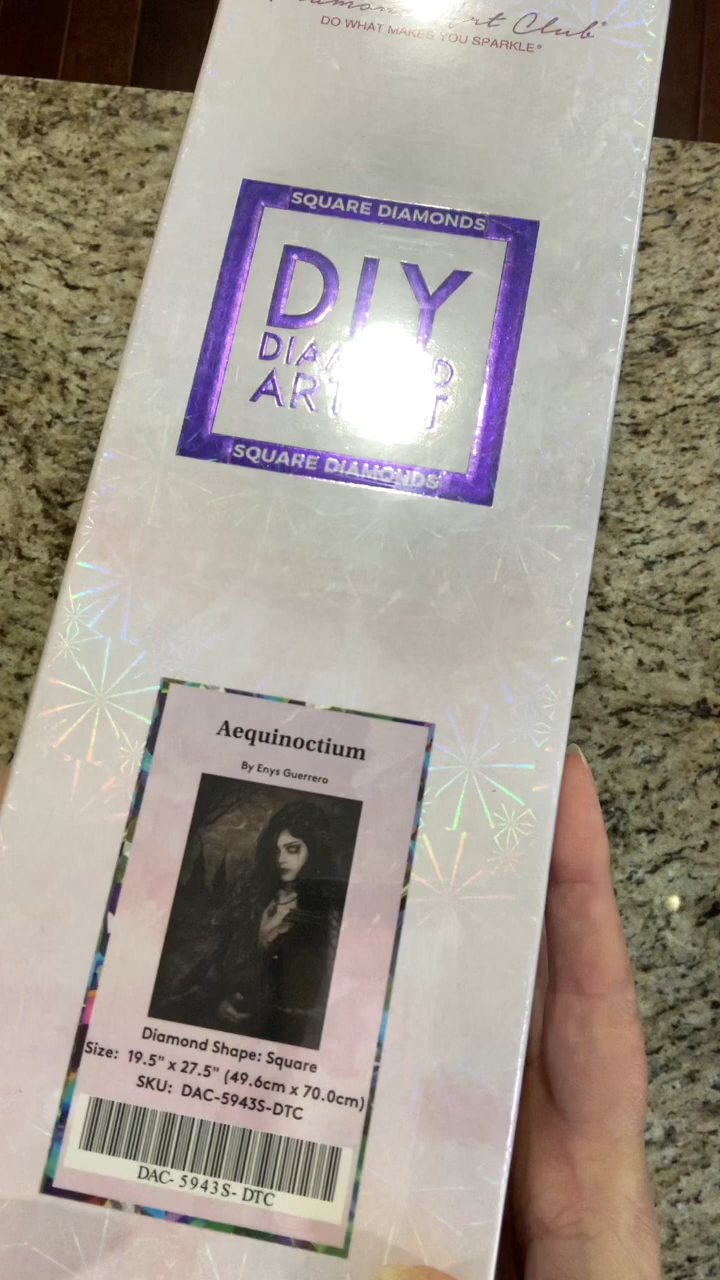 Art Club®
DO WHAT MAKES YOU SPARKLE®
SQUARE DIAMONDS
DIY
ART
SQUARE DIAMONDS
Aequinoctium
By Enys Guerrero
Diamond Shape: Square
Size: 19.5" x 27.5" (49.6cm x 70.0cm)
SKU: DAC-5943S-DTC
DAC- 5943S- DTC